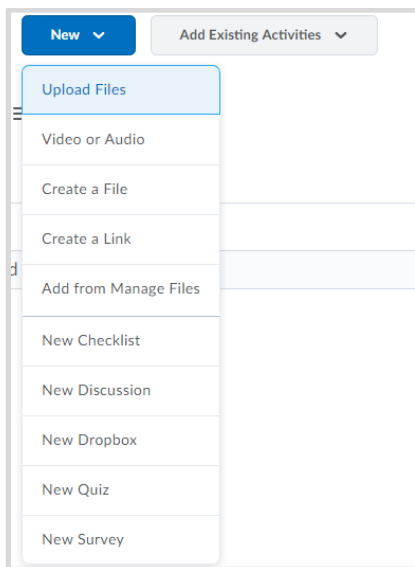 New Add Existing Activities
Upload Files
Video or Audio
Create a File
Create a Link
d
Add from Manage Files
New Checklist
New Discussion
New Dropbox
New Quiz
New Survey